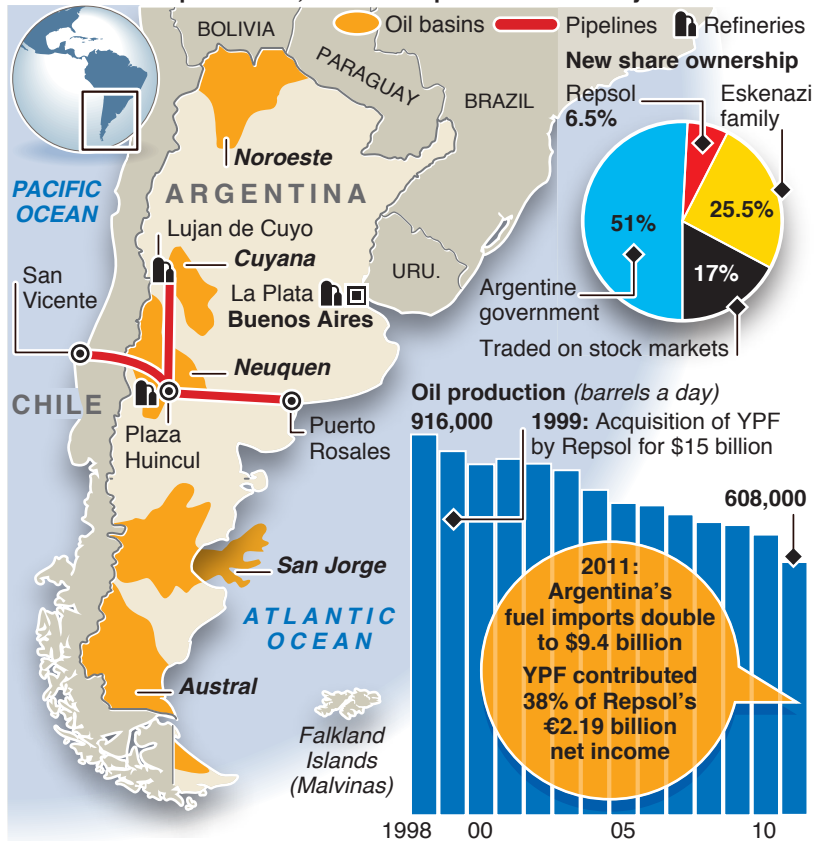 BOLIVIA
Oil basins
Pipelines
Refineries
PARAGUAY
BRAZIL
New share ownership
Repsol
6.5%
Eskenazi
family
51%
25.5%
17%
Argentine
government
Traded on stock markets
Noroeste
PACIFIC
OCEAN
ARGENTINA
Lujan de Cuyo
Cuyana
URU.
San
Vicente
La Plata
Buenos Aires
Neuquen
CHILE
Plaza
Huincul
Puerto
Rosales
San Jorge
ATLANTIC
OCEAN
Austral
Falkland
Islands
(Malvinas)
Oil production (barrels a day)
916,000
1999: Acquisition of YPF
by Repsol for $15 billion
608,000
2011:
Argentina's
fuel imports double
to $9.4 billion
YPF contributed
38% of Repsol's
€2.19 billion
net income
1998 00 05 10